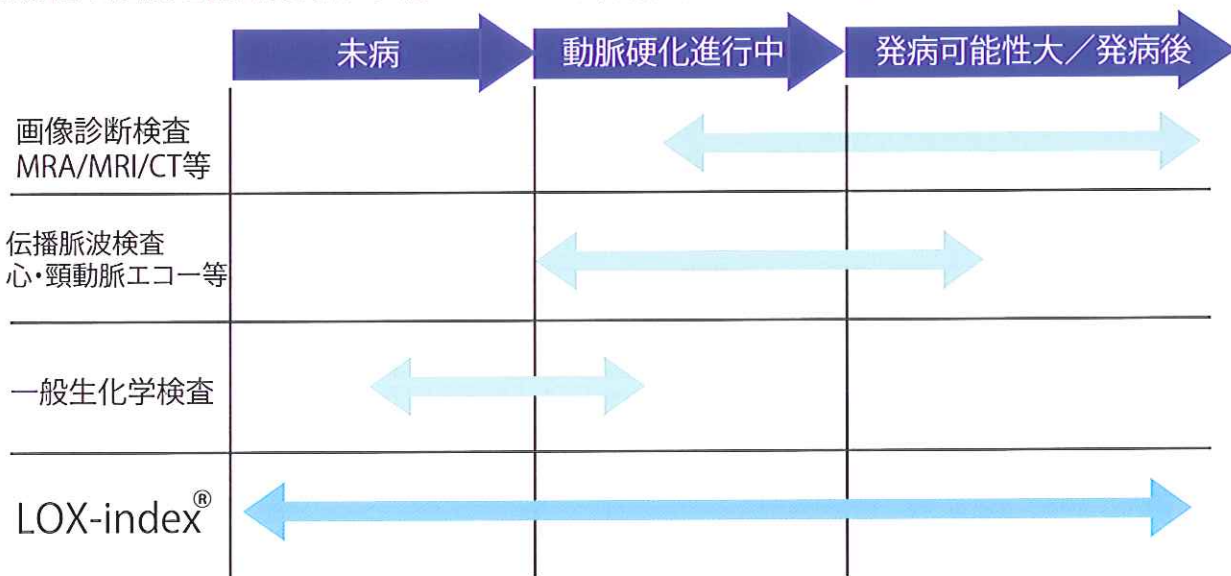 未病
動脈硬化進行中
発病可能性大／発病後
画像診断検査
MRA/MRI/CT等
伝播脈波検査
心・頸動脈エコー等
一般生化学検査
LOX-index®